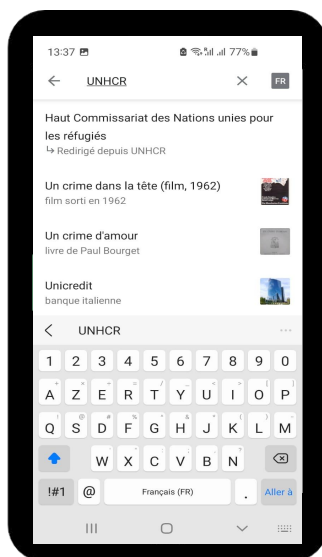 13:37 77%
UNHCR FR
Haut Commissariat des Nations unies pour
les réfugiés
Redirigé depuis UNHCR
Un crime dans la tête (film, 1962)
film sorti en 1962
Un crime d'amour
livre de Paul Bourget
Unicredit
banque italienne
UNHCR ...
1 2 3 4 5 6 7 8 9 0
A Z E R T Y U I O P
Q S D F G H J K L M
W X C V B N
!#1 @ Français (FR) . Aller à